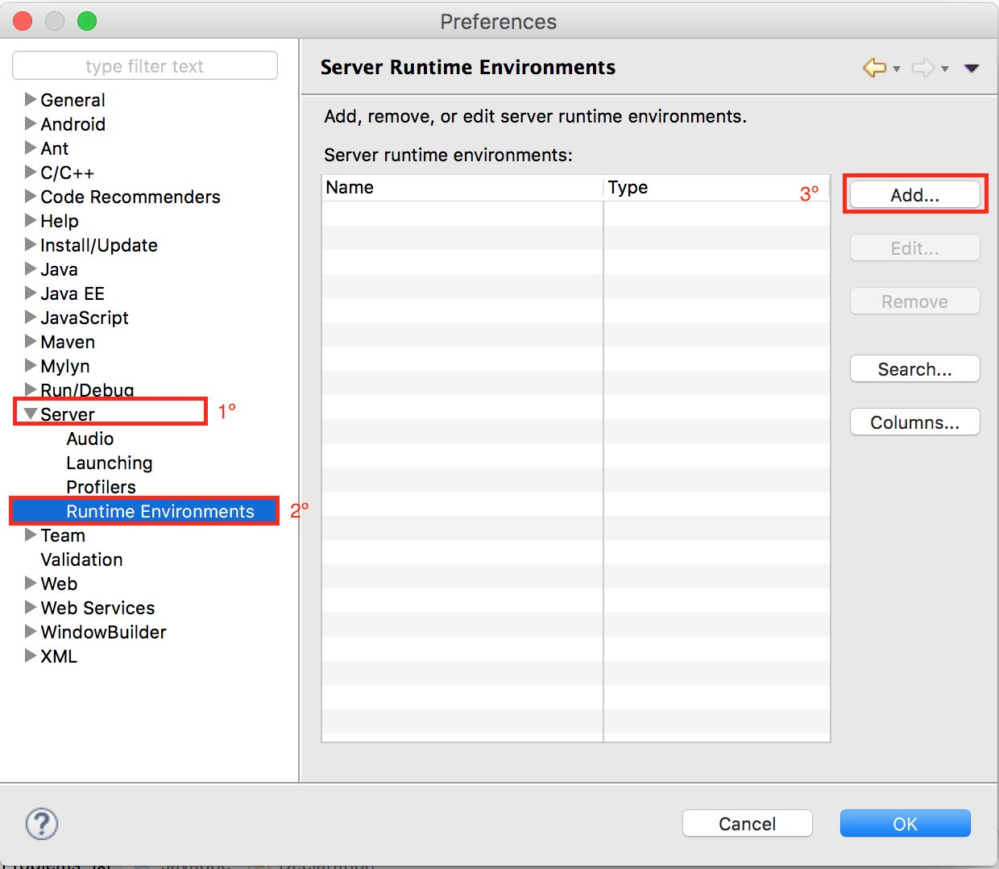 Preferences
type filter text
General
Android
Ant
C/C++
Code Recommenders
Help
Install/Update
Java
Java EE
JavaScript
Maven
Mylyn
Run/Debug
Server 1º
Audio
Launching
Profilers
Runtime Environments 2º
Team
Validation
Web
Web Services
WindowBuilder
XML
Server Runtime Environments
Add, remove, or edit server runtime environments.
Server runtime environments:
Name Type 3º
Add...
Edit...
Remove
Search...
Columns...
?
Cancel OK
Problems @ Javadoc Declaration